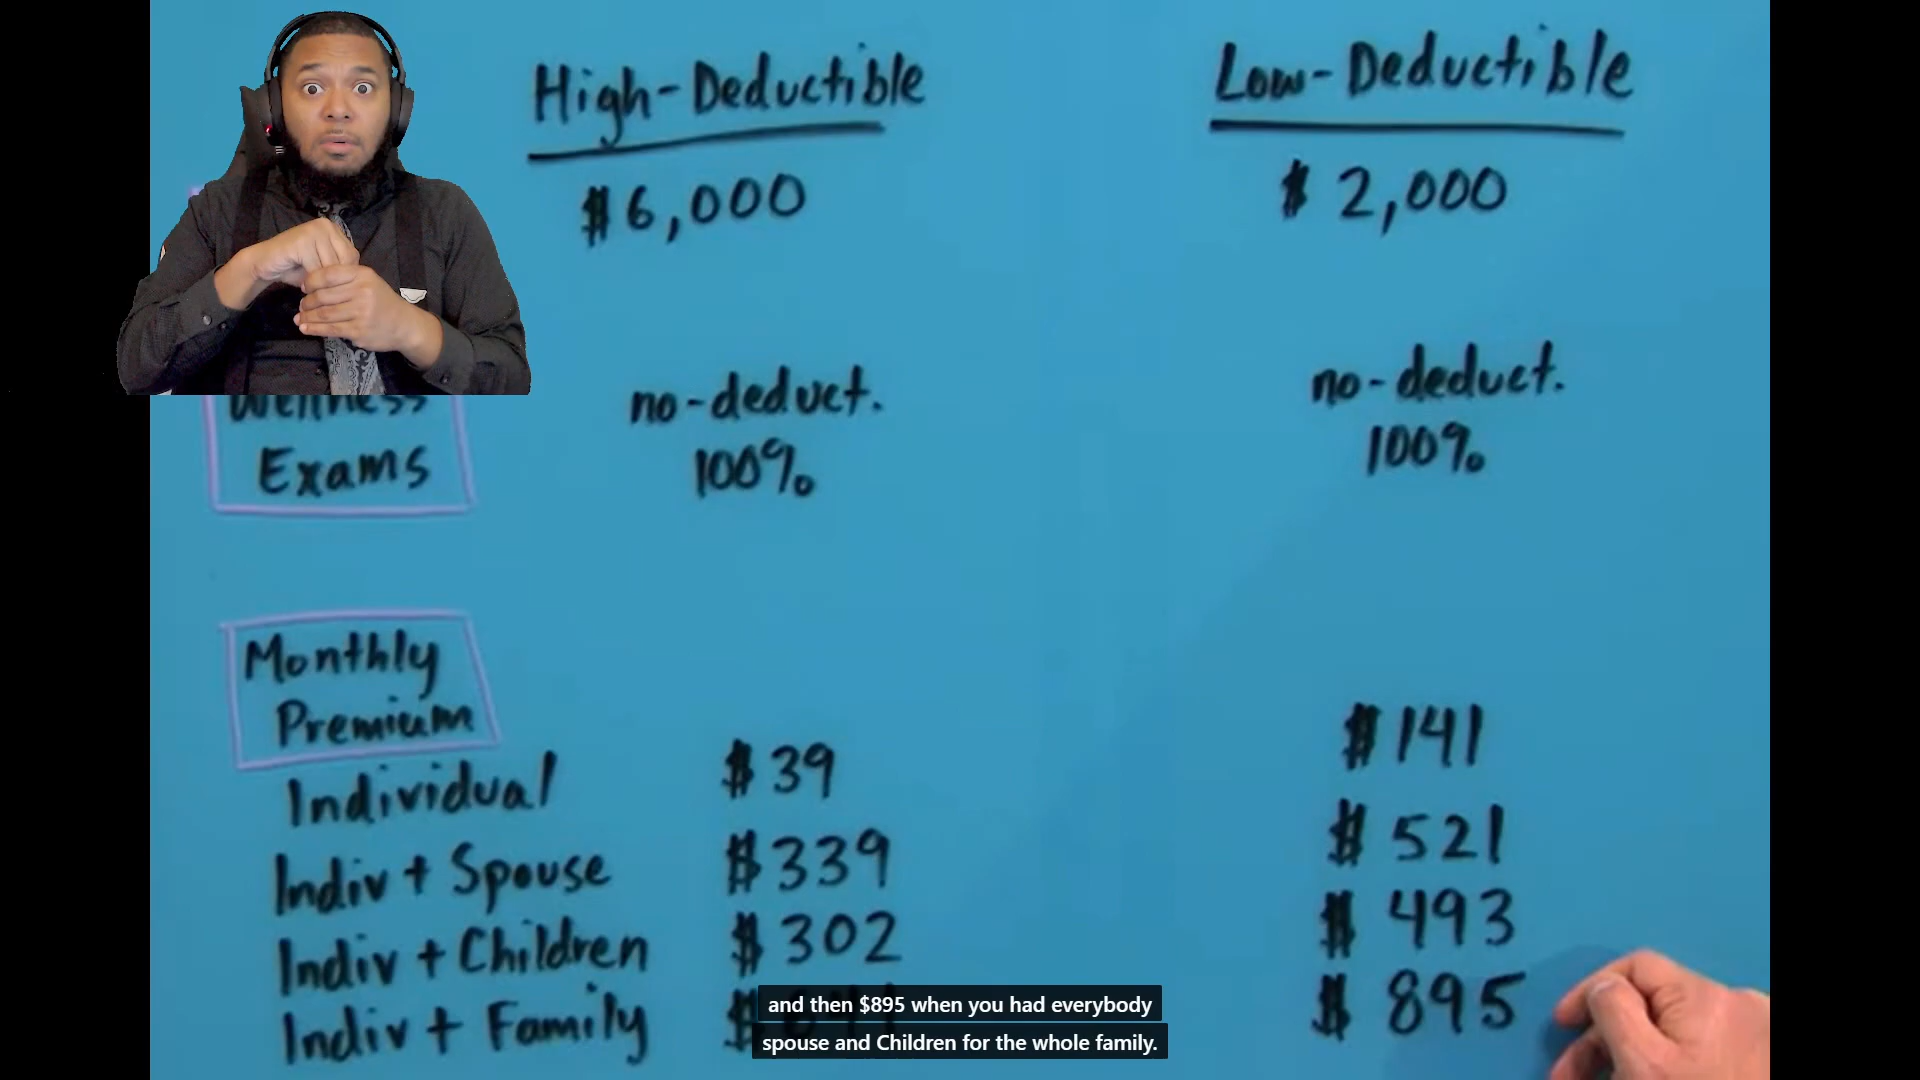 High-Deductible Low-Deductible
$6,000 $ 2,000
Wellness no-deduct. no-deduct.
Exams 100% 100%
Monthly
Premium
Individual $39 $141
Indiv + Spouse $339 $521
Indiv + Children $302 $493
Indiv + Family $ $895
and then $895 when you had everybody
spouse and Children for the whole family.